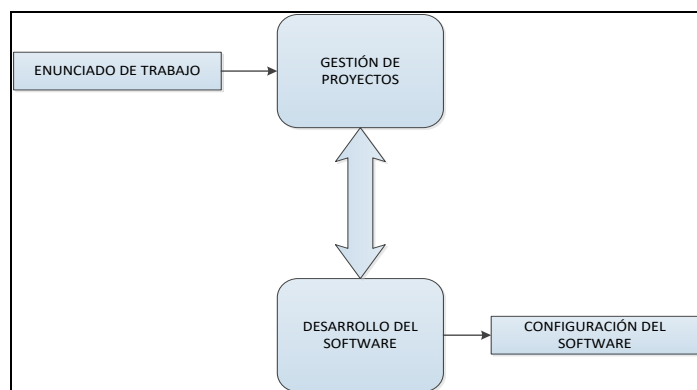 ENUNCIADO DE TRABAJO
GESTIÓN DE
PROYECTOS
DESARROLLO DEL
SOFTWARE
CONFIGURACIÓN DEL
SOFTWARE